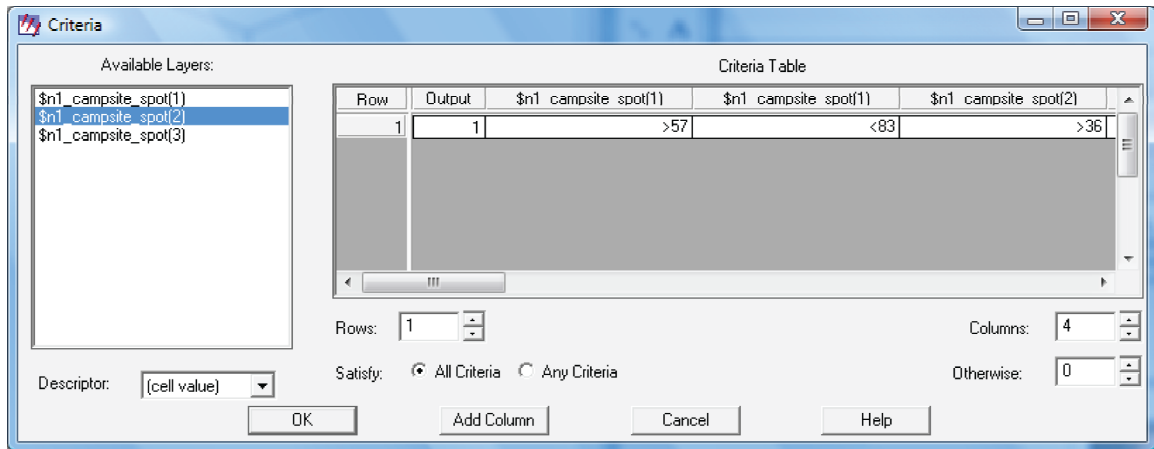 Criteria
Available Layers:
$n1_campsite_spot(1)
$n1_campsite_spot(2)
$n1_campsite_spot(3)
Descriptor: (cell value)
Criteria Table
Row Output $n1_campsite_spot(1) $n1_campsite_spot(1) $n1_campsite_spot(2)
1 1 >57 <83 >36
Rows: 1 Columns: 4
Satisfy: All Criteria Any Criteria Otherwise: 0
OK Add Column Cancel Help